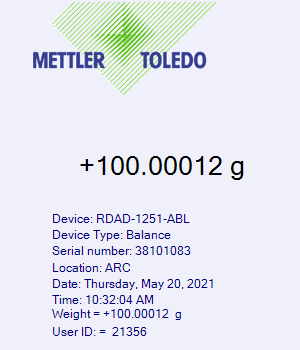 METTLER TOLEDO
+100.00012 g
Device: RDAD-1251-ABL
Device Type: Balance
Serial number: 38101083
Location: ARC
Date: Thursday, May 20, 2021
Time: 10:32:04 AM
Weight = +100.00012 g
User ID: = 21356